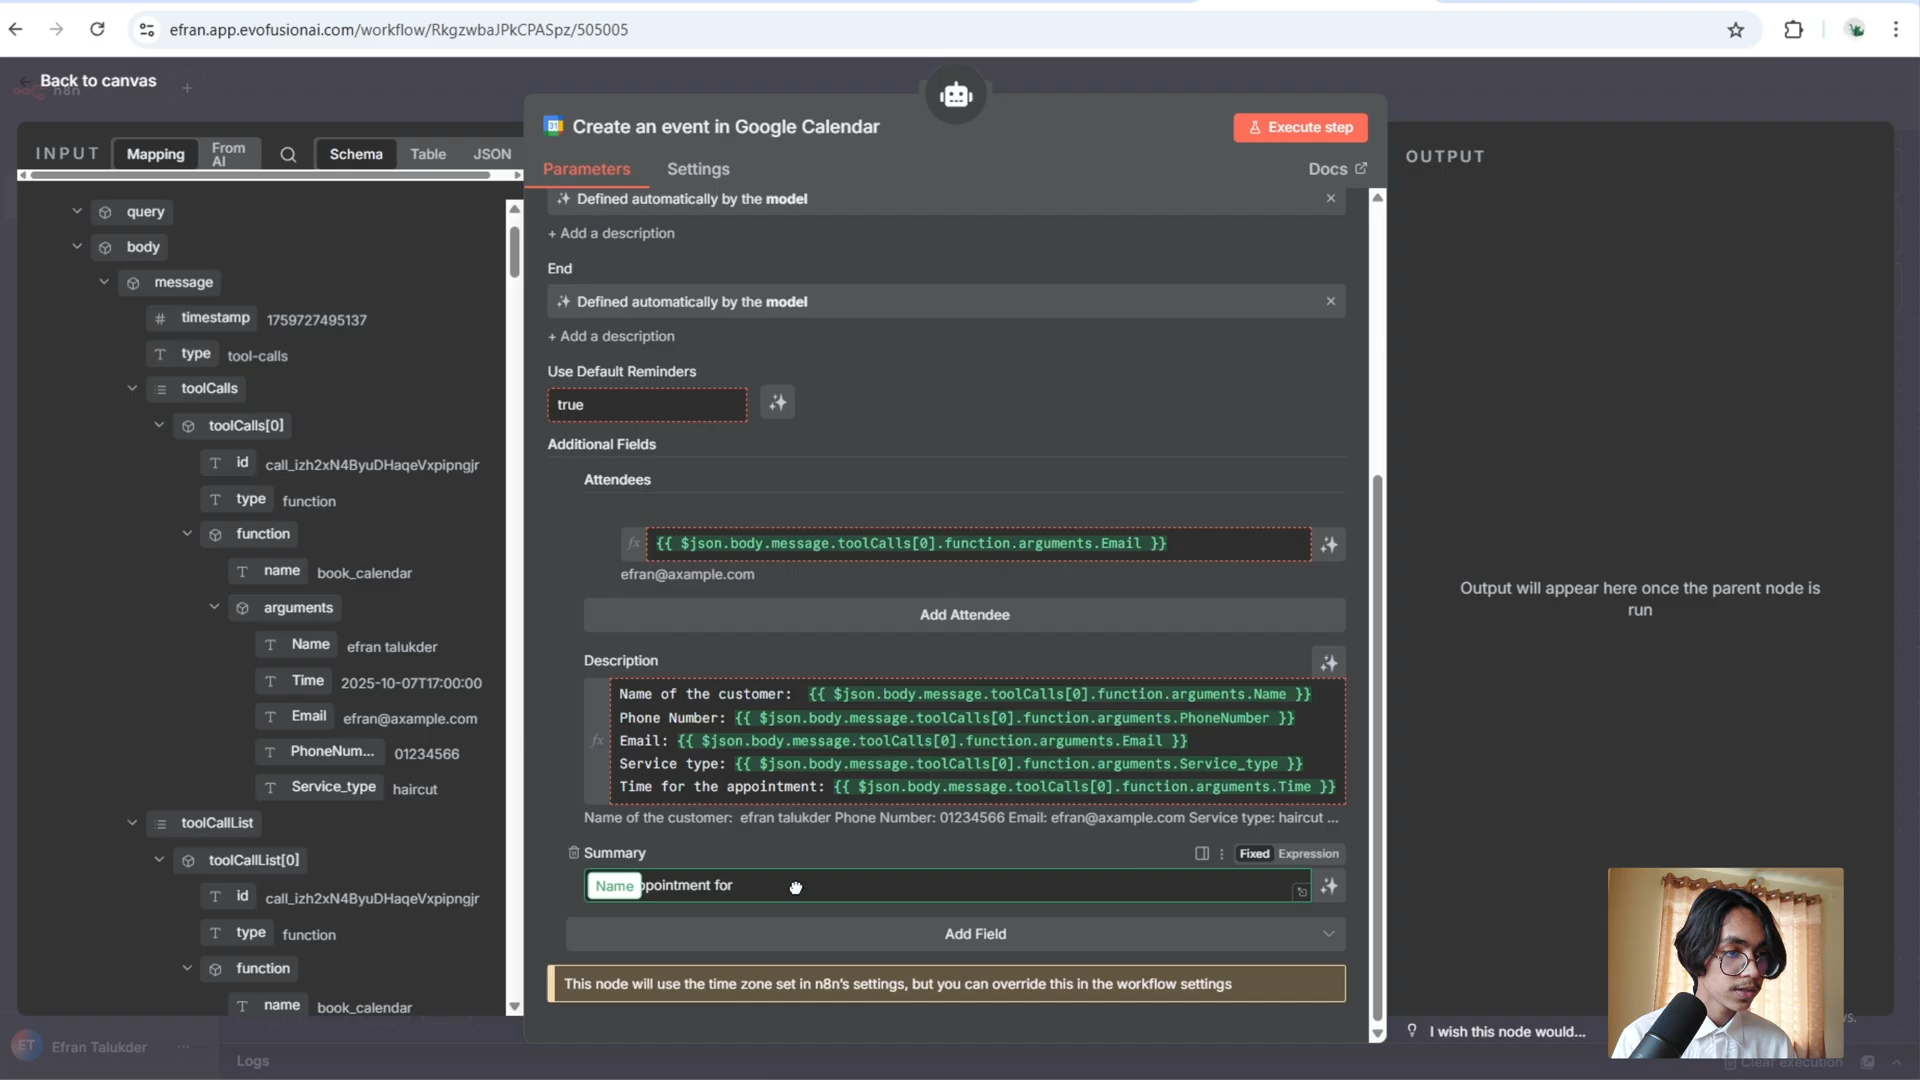 efran.app.evofusionai.com/workflow/RkgzwbaJPkCPASpz/505005
Back to canvas
n8n
INPUT
Mapping
From AI
Schema
Table
JSON
query
body
message
timestamp 1759727495137
type tool-calls
toolCalls
toolCalls[0]
id call_izh2xN4ByuDHaqeVxpipngjr
type function
function
name book_calendar
arguments
Name efran talukder
Time 2025-10-07T17:00:00
Email efran@axample.com
PhoneNum... 01234566
Service_type haircut
toolCallList
toolCallList[0]
id call_izh2xN4ByuDHaqeVxpipngjr
type function
function
name book_calendar
ET Efran Talukder
Logs
Create an event in Google Calendar
Execute step
Parameters
Settings
Docs
Defined automatically by the model
+ Add a description
End
Defined automatically by the model
+ Add a description
Use Default Reminders
true
Additional Fields
Attendees
fx {{ $json.body.message.toolCalls[0].function.arguments.Email }}
efran@axample.com
Add Attendee
Description
Name of the customer: {{ $json.body.message.toolCalls[0].function.arguments.Name }}
Phone Number: {{ $json.body.message.toolCalls[0].function.arguments.PhoneNumber }}
fx Email: {{ $json.body.message.toolCalls[0].function.arguments.Email }}
Service type: {{ $json.body.message.toolCalls[0].function.arguments.Service_type }}
Time for the appointment: {{ $json.body.message.toolCalls[0].function.arguments.Time }}
Name of the customer: efran talukder Phone Number: 01234566 Email: efran@axample.com Service type: haircut ...
Summary
Fixed Expression
Name ppointment for
Add Field
This node will use the time zone set in n8n's settings, but you can override this in the workflow settings
OUTPUT
Output will appear here once the parent node is
run
I wish this node would...
Clear execution